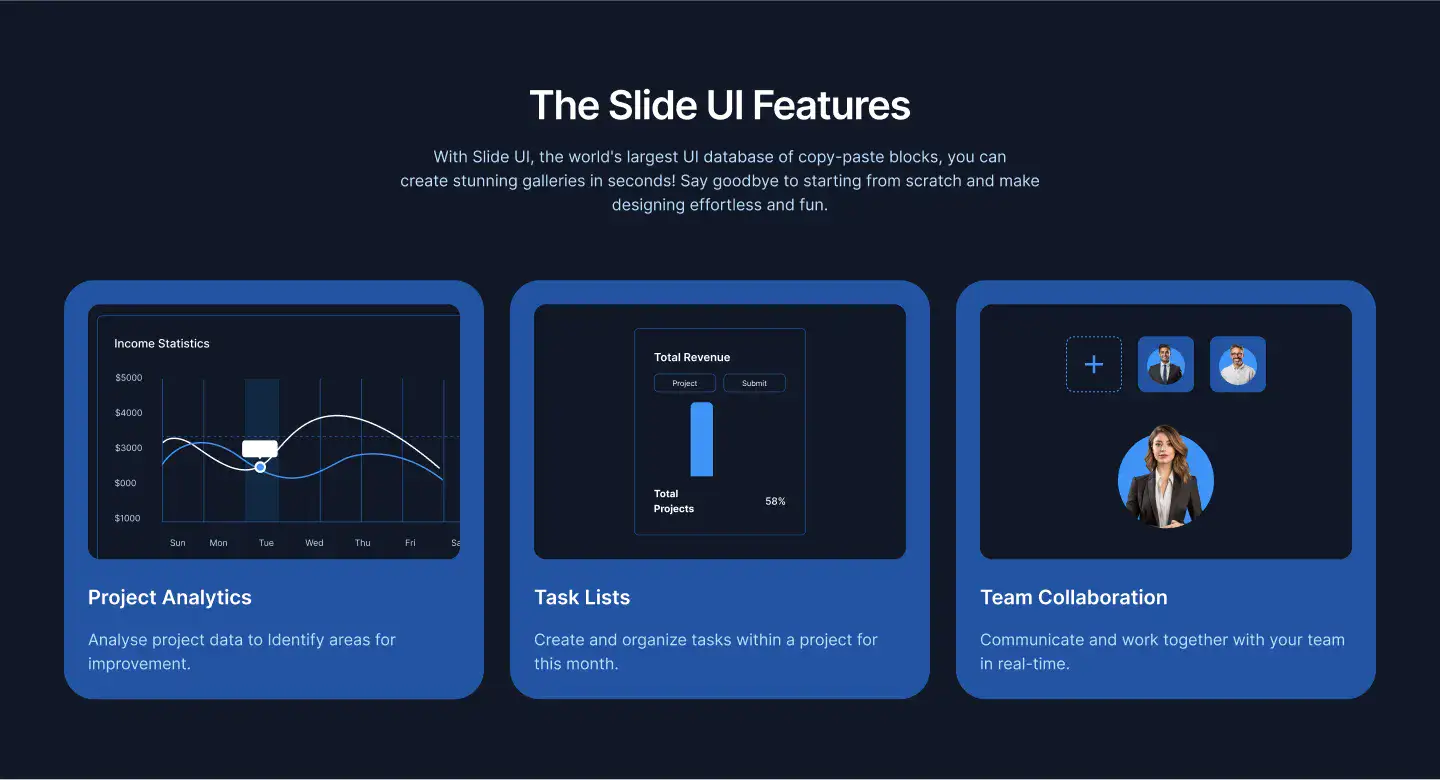 The Slide UI Features
With Slide UI, the world's largest UI database of copy-paste blocks, you can
create stunning galleries in seconds! Say goodbye to starting from scratch and make
designing effortless and fun.
Income Statistics
$5000
$4000
$3000
$000
$1000
Sun Mon Tue Wed Thu Fri Sa
Project Analytics
Analyse project data to Identify areas for
improvement.
Total Revenue
Project Submit
Total
Projects
58%
Task Lists
Create and organize tasks within a project for
this month.
Team Collaboration
Communicate and work together with your team
in real-time.